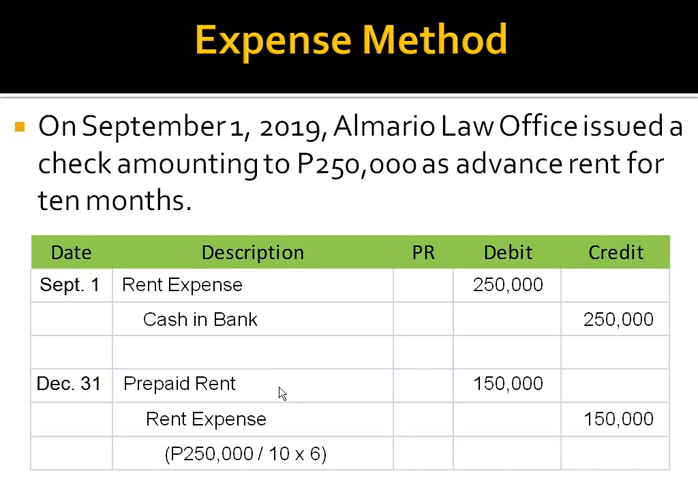 Expense Method
On September 1, 2019, Almario Law Office issued a
check amounting to P250,000 as advance rent for
ten months.
Date Description PR Debit Credit
Sept. 1 Rent Expense 250,000
Cash in Bank 250,000
Dec. 31 Prepaid Rent 150,000
Rent Expense 150,000
(P250,000 / 10 x 6)